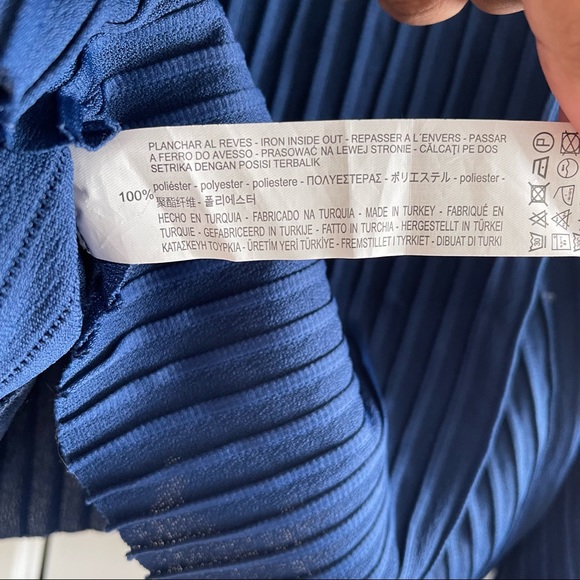 PLANCHAR AL REVES - IRON INSIDE OUT - REPASSER A L´ENVERS - PASSAR
A FERRO DO AVESSO - PRASOWAĆ NA LEWEJ STRONIE - CĂLCAŢI PE DOS
SETRIKA DENGAN POSISI TERBALIK
100% poliéster - polyester - poliestere - ΠΟΛΥΕΣΤΕΡΑΣ - ポリエステル -
聚酯纤维 - 폴리에스터
HECHO EN TURQUIA - FABRICADO NA TURQUIA - MADE IN TURKEY - FABRIQUÉ EN
TURQUIE - GEFABRICEERD IN TURKIJE - FATTO IN TURCHIA - HERGESTELLT IN TÜRKEI
ΚΑΤΑΣΚΕΥΗ ΤΟΥΡΚΙΑ - ÜRETİM YERİ TÜRKİYE - FREMSTILLET I TYRKIET - DIBUAT DI TURKI